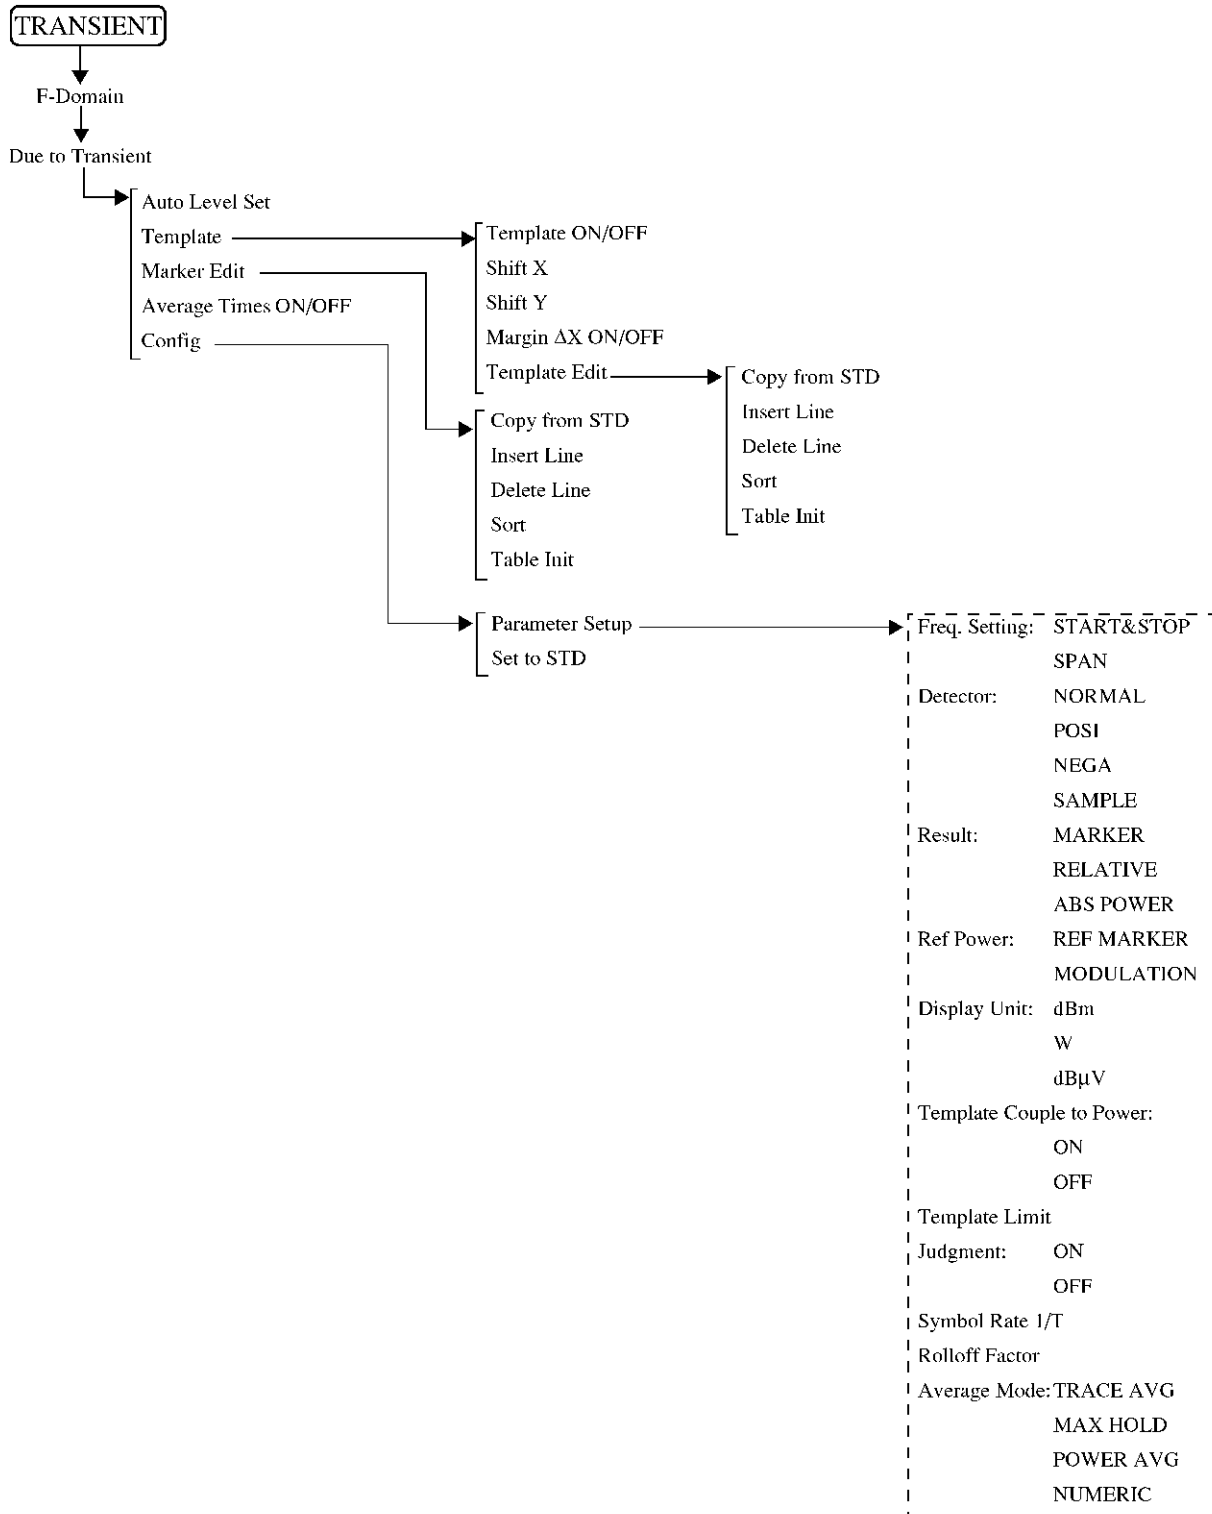 TRANSIENT
F-Domain
Due to Transient
Auto Level Set
Template
Marker Edit
Average Times ON/OFF
Config
Template ON/OFF
Shift X
Shift Y
Margin ΔX ON/OFF
Template Edit
Copy from STD
Insert Line
Delete Line
Sort
Table Init
Copy from STD
Insert Line
Delete Line
Sort
Table Init
Parameter Setup
Set to STD
Freq. Setting: START&STOP
SPAN
Detector: NORMAL
POSI
NEGA
SAMPLE
Result: MARKER
RELATIVE
ABS POWER
Ref Power: REF MARKER
MODULATION
Display Unit: dBm
W
dBμV
Template Couple to Power:
ON
OFF
Template Limit
Judgment: ON
OFF
Symbol Rate 1/T
Rolloff Factor
Average Mode: TRACE AVG
MAX HOLD
POWER AVG
NUMERIC